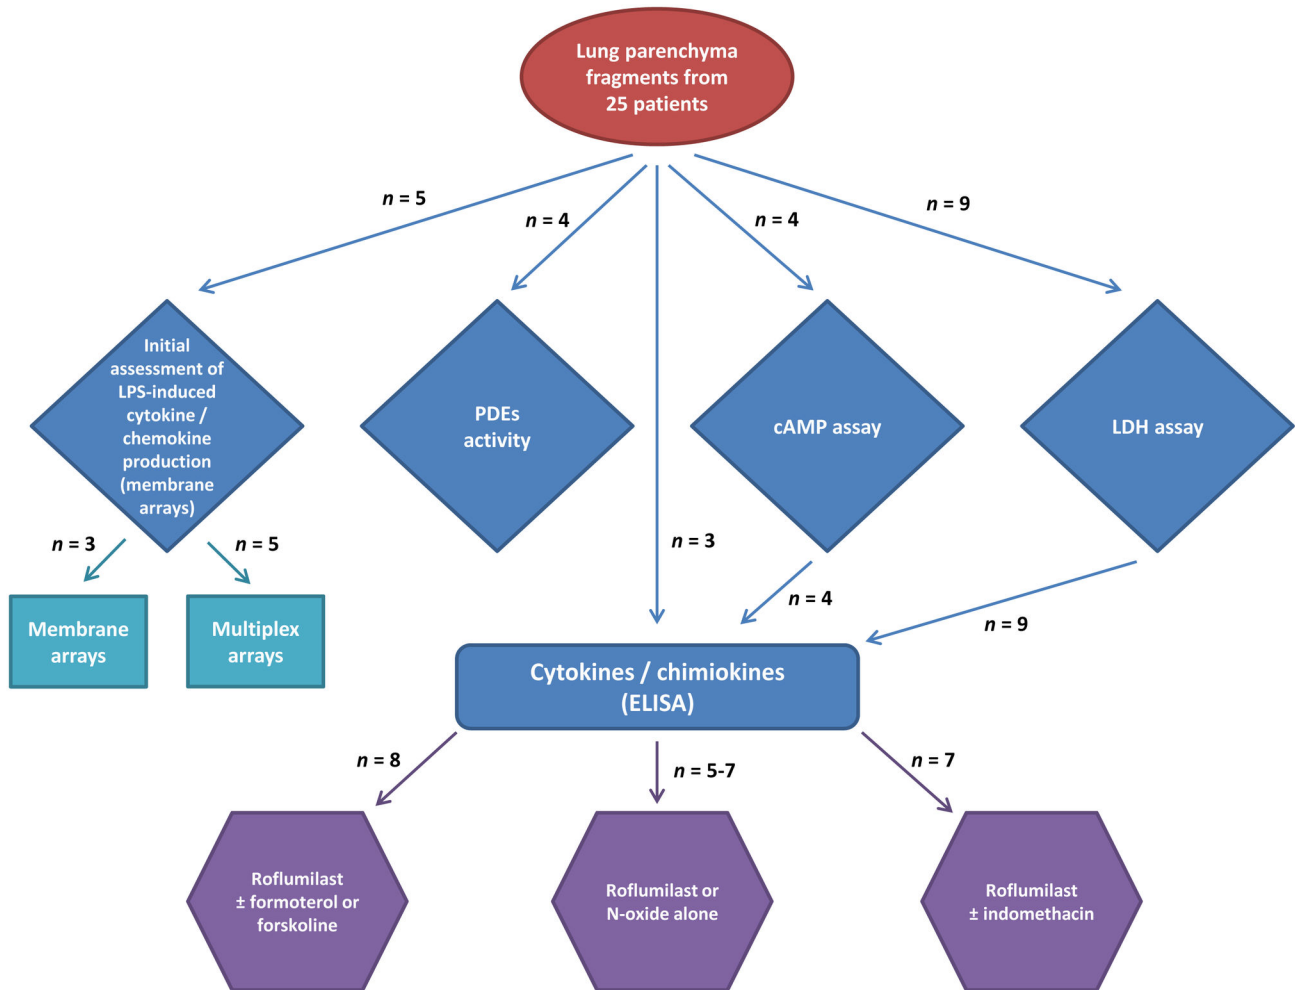 Lung parenchyma
fragments from
25 patients
n = 5
n = 4
n = 4
n = 9
Initial
assessment of
LPS-induced
cytokine /
chemokine
production
(membrane
arrays)
PDEs
activity
cAMP assay
LDH assay
n = 3
n = 5
n = 3
n = 4
n = 9
Membrane
arrays
Multiplex
arrays
Cytokines / chimiokines
(ELISA)
n = 8
n = 5-7
n = 7
Roflumilast
± formoterol or
forskoline
Roflumilast or
N-oxide alone
Roflumilast
± indomethacin